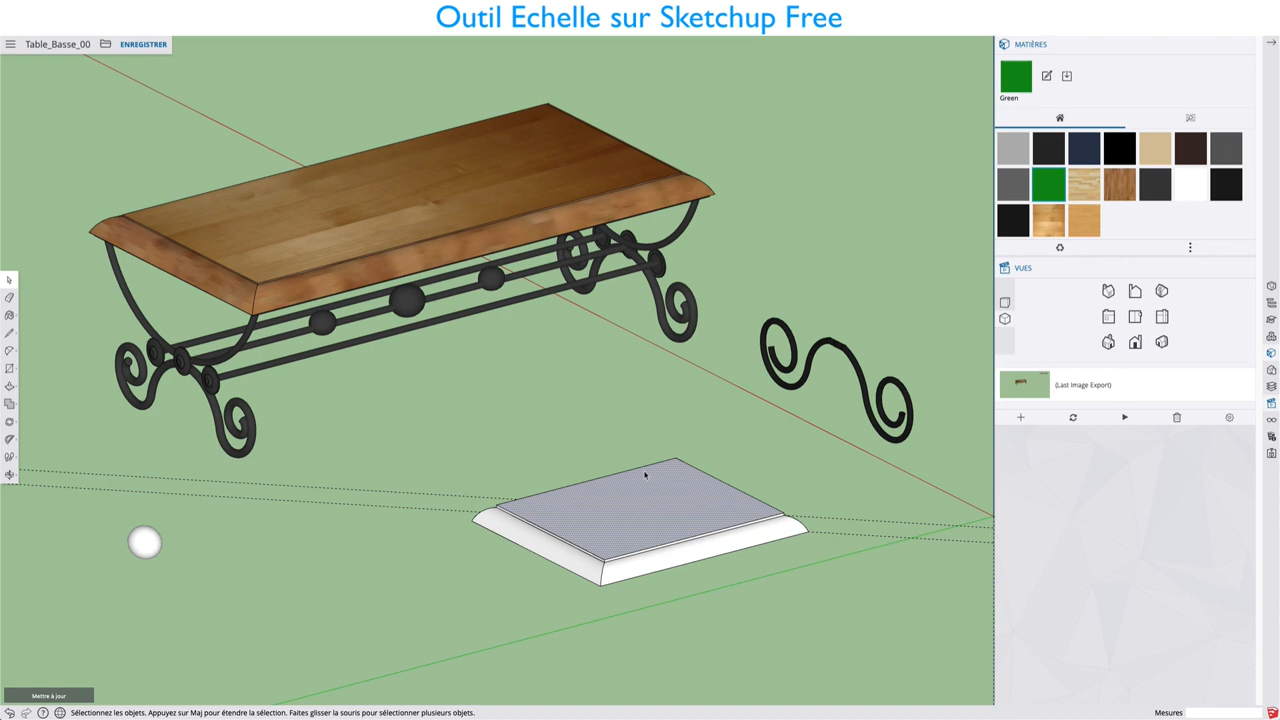 Outil Echelle sur Sketchup Free
Table_Basse_00 ENREGISTRER
MATIÈRES
Green
VUES
(Last Image Export)
Mettre à jour
Sélectionnez les objets. Appuyez sur Maj pour étendre la sélection. Faites glisser la souris pour sélectionner plusieurs objets.
Mesures